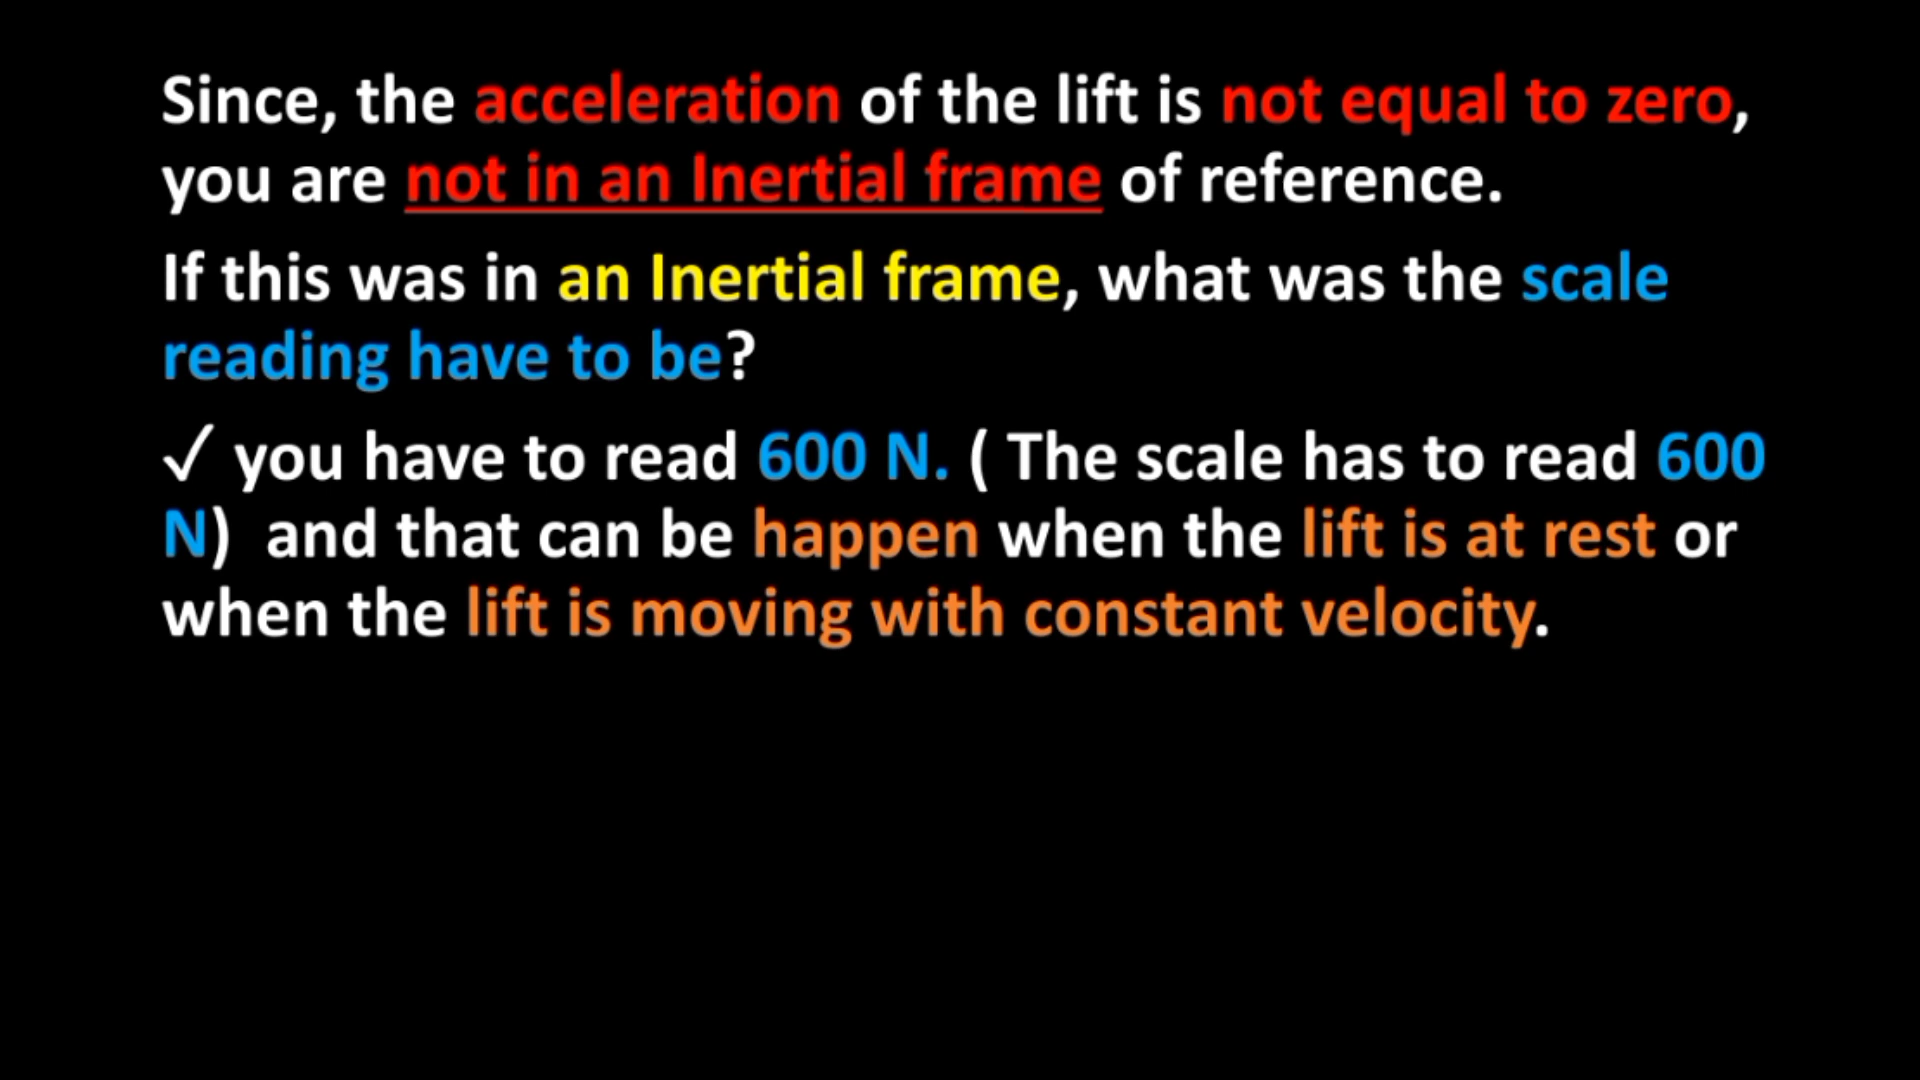 Since, the acceleration of the lift is not equal to zero,
you are not in an Inertial frame of reference.
If this was in an Inertial frame, what was the scale
reading have to be?
✓ you have to read 600 N. ( The scale has to read 600
N)  and that can be happen when the lift is at rest or
when the lift is moving with constant velocity.